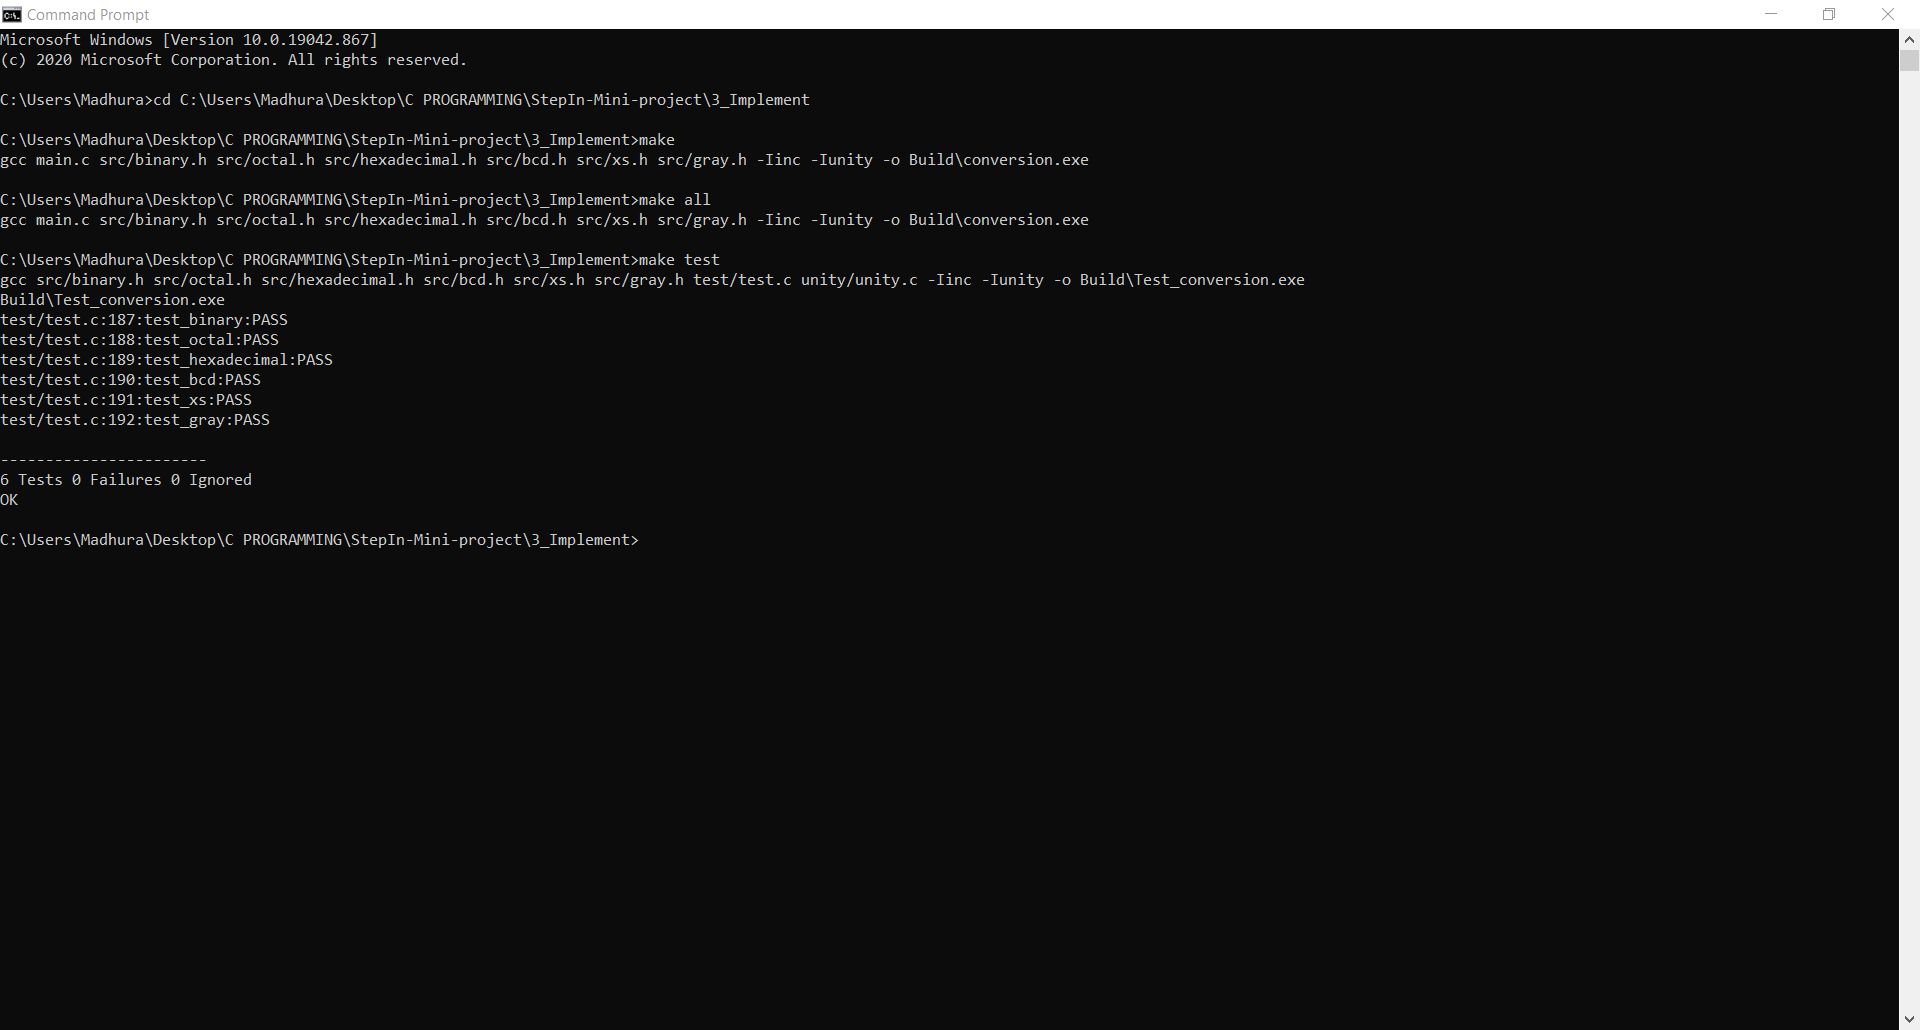 Command Prompt
Microsoft Windows [Version 10.0.19042.867]
(c) 2020 Microsoft Corporation. All rights reserved.
C:\Users\Madhura>cd C:\Users\Madhura\Desktop\C PROGRAMMING\StepIn-Mini-project\3_Implement
C:\Users\Madhura\Desktop\C PROGRAMMING\StepIn-Mini-project\3_Implement>make
gcc main.c src/binary.h src/octal.h src/hexadecimal.h src/bcd.h src/xs.h src/gray.h -Iinc -Iunity -o Build\conversion.exe
C:\Users\Madhura\Desktop\C PROGRAMMING\StepIn-Mini-project\3_Implement>make all
gcc main.c src/binary.h src/octal.h src/hexadecimal.h src/bcd.h src/xs.h src/gray.h -Iinc -Iunity -o Build\conversion.exe
C:\Users\Madhura\Desktop\C PROGRAMMING\StepIn-Mini-project\3_Implement>make test
gcc src/binary.h src/octal.h src/hexadecimal.h src/bcd.h src/xs.h src/gray.h test/test.c unity/unity.c -Iinc -Iunity -o Build\Test_conversion.exe
Build\Test_conversion.exe
test/test.c:187:test_binary:PASS
test/test.c:188:test_octal:PASS
test/test.c:189:test_hexadecimal:PASS
test/test.c:190:test_bcd:PASS
test/test.c:191:test_xs:PASS
test/test.c:192:test_gray:PASS
-----------------------
6 Tests 0 Failures 0 Ignored
OK
C:\Users\Madhura\Desktop\C PROGRAMMING\StepIn-Mini-project\3_Implement>